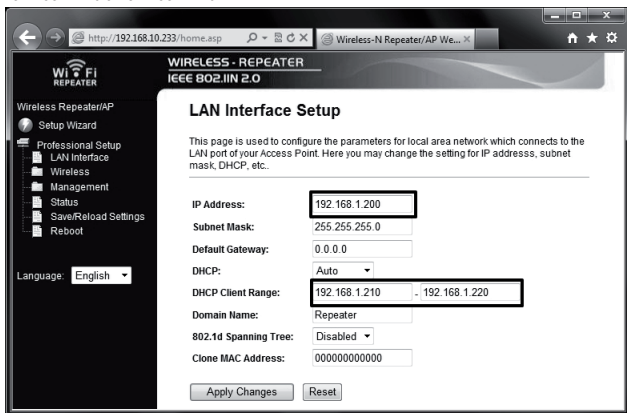 http://192.168.10.233/home.asp
Wireless-N Repeater/AP We...
Wi Fi
REPEATER
WIRELESS - REPEATER
IEEE 802.11N 2.0
Wireless Repeater/AP
Setup Wizard
Professional Setup
LAN Interface
Wireless
Management
Status
Save/Reload Settings
Reboot
Language: English
LAN Interface Setup
This page is used to configure the parameters for local area network which connects to the
LAN port of your Access Point. Here you may change the setting for IP addresss, subnet
mask, DHCP, etc..
IP Address: 192.168.1.200
Subnet Mask: 255.255.255.0
Default Gateway: 0.0.0.0
DHCP: Auto
DHCP Client Range: 192.168.1.210 - 192.168.1.220
Domain Name: Repeater
802.1d Spanning Tree: Disabled
Clone MAC Address: 000000000000
Apply Changes Reset